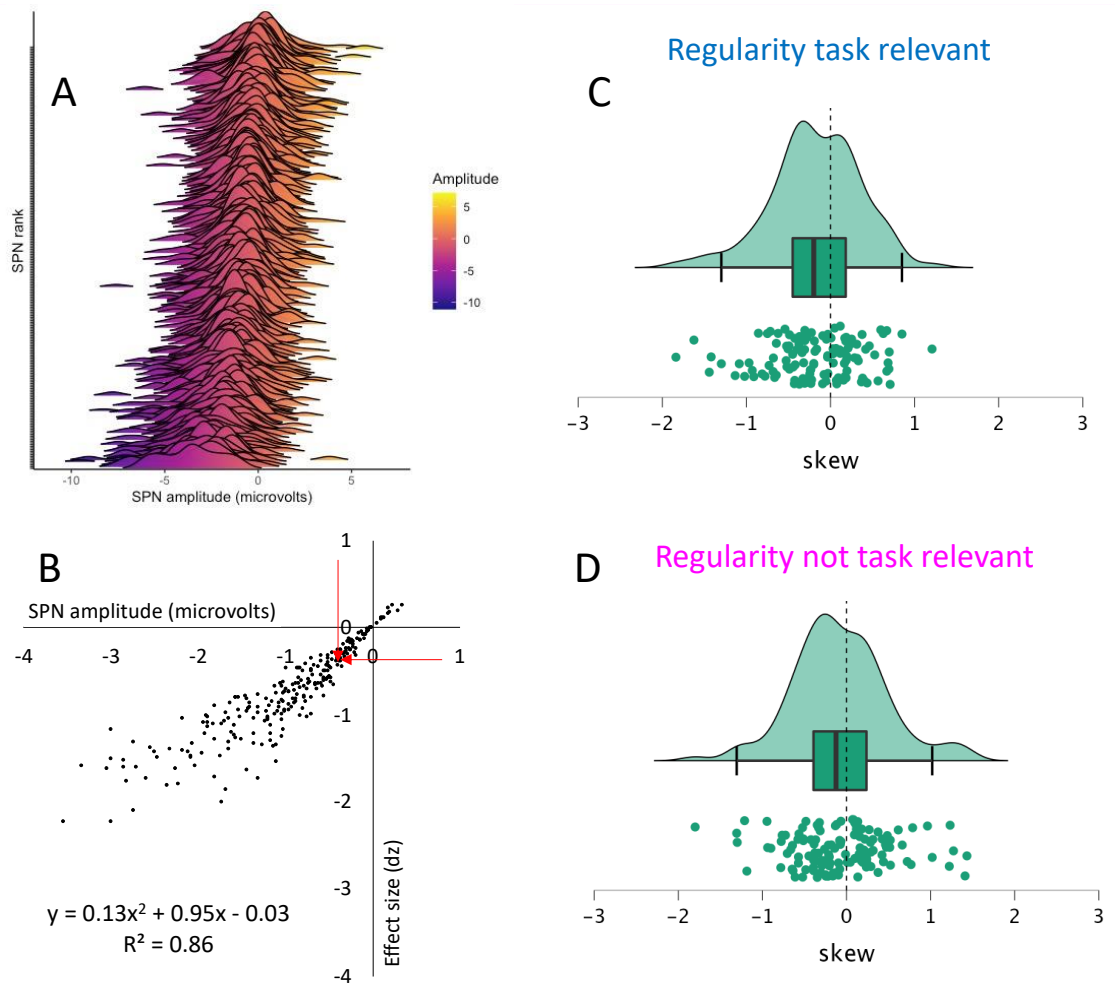 A
SPN rank
Amplitude
5
0
-5
-10
-10
-5
0
5
SPN amplitude (microvolts)
Regularity task relevant
C
−3
−2
−1
0
1
2
3
skew
B
1
SPN amplitude (microvolts)
0
-4
-3
-2
-1
0
1
-1
-2
-3
-4
Effect size (dz)
y = 0.13x² + 0.95x - 0.03
R² = 0.86
Regularity not task relevant
D
−3
−2
−1
0
1
2
3
skew